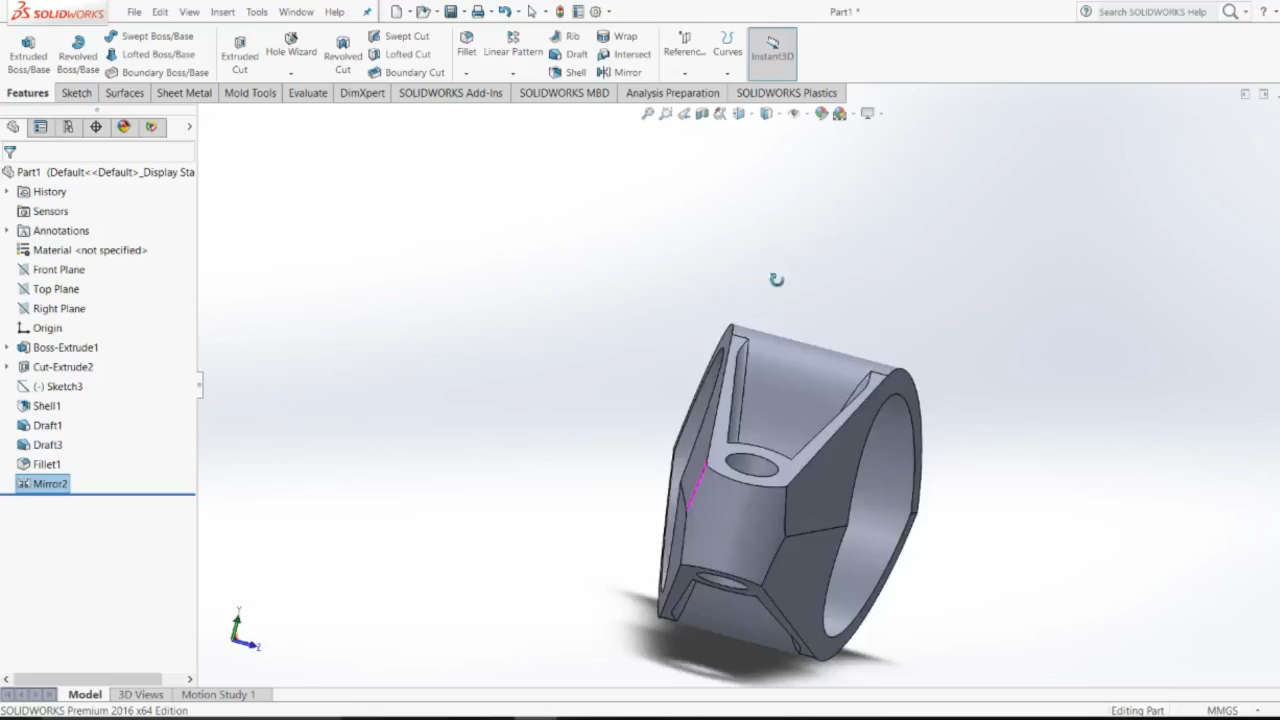 SOLIDWORKS File Edit View Insert Tools Window Help Part1 * Search SOLIDWORKS Help ?
Extruded Boss/Base
Revolved Boss/Base
Swept Boss/Base
Lofted Boss/Base
Boundary Boss/Base
Extruded Cut
Hole Wizard
Revolved Cut
Swept Cut
Lofted Cut
Boundary Cut
Fillet
Linear Pattern
Rib
Draft
Shell
Wrap
Intersect
Mirror
Referenc...
Curves
Instant3D
Features Sketch Surfaces Sheet Metal Mold Tools Evaluate DimXpert SOLIDWORKS Add-Ins SOLIDWORKS MBD Analysis Preparation SOLIDWORKS Plastics
Part1 (Default<<Default>_Display Sta
History
Sensors
Annotations
Material <not specified>
Front Plane
Top Plane
Right Plane
Origin
Boss-Extrude1
Cut-Extrude2
(-) Sketch3
Shell1
Draft1
Draft3
Fillet1
Mirror2
Y
Z
Model 3D Views Motion Study 1
SOLIDWORKS Premium 2016 x64 Edition Editing Part MMGS